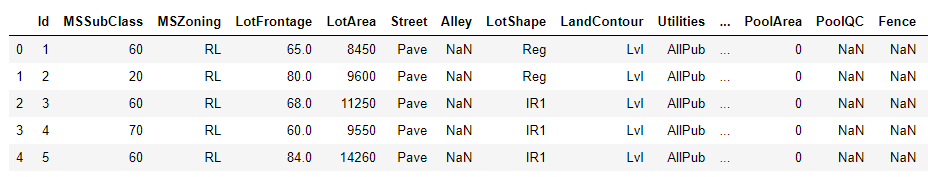 Id MSSubClass MSZoning LotFrontage LotArea Street Alley LotShape LandContour Utilities ... PoolArea PoolQC Fence
0 1 60 RL 65.0 8450 Pave NaN Reg Lvl AllPub ... 0 NaN NaN
1 2 20 RL 80.0 9600 Pave NaN Reg Lvl AllPub ... 0 NaN NaN
2 3 60 RL 68.0 11250 Pave NaN IR1 Lvl AllPub ... 0 NaN NaN
3 4 70 RL 60.0 9550 Pave NaN IR1 Lvl AllPub ... 0 NaN NaN
4 5 60 RL 84.0 14260 Pave NaN IR1 Lvl AllPub ... 0 NaN NaN